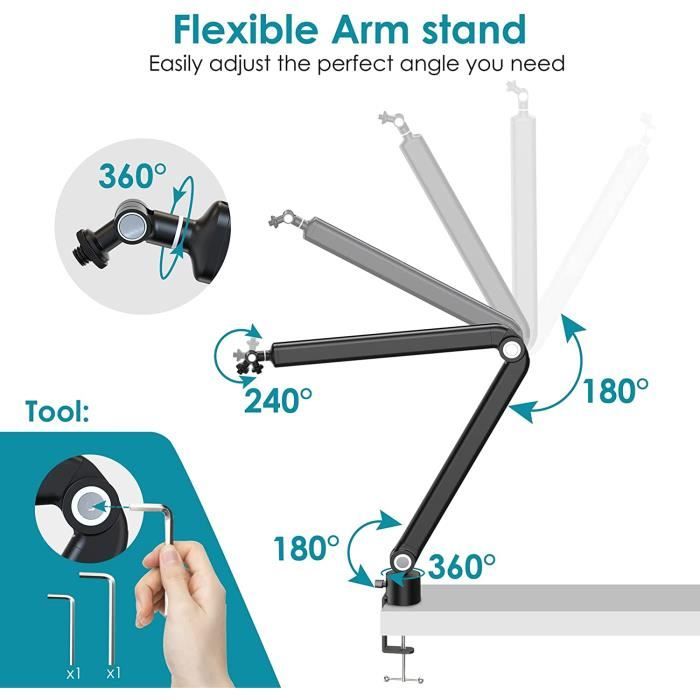 Flexible Arm stand
Easily adjust the perfect angle you need
360°
180°
240°
Tool:
180°
360°
x1
x1